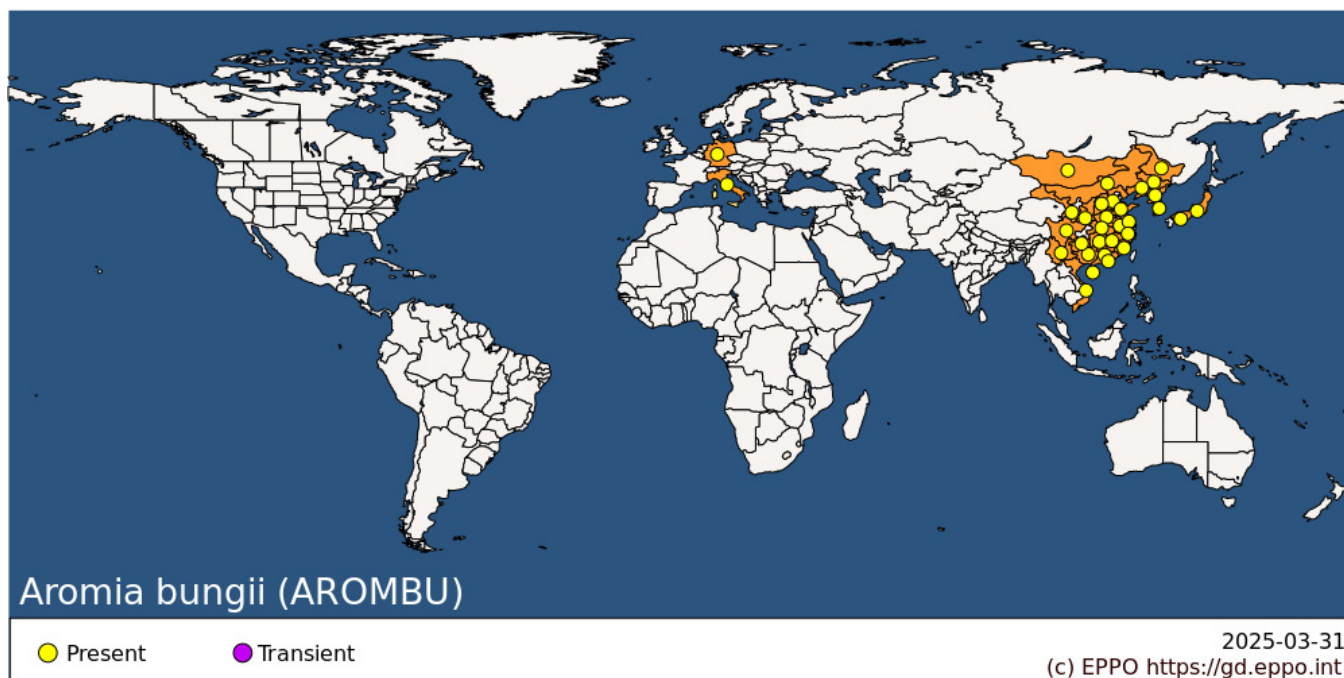 Aromia bungii (AROMBU)
Present
Transient
2025-03-31
(c) EPPO https://gd.eppo.int